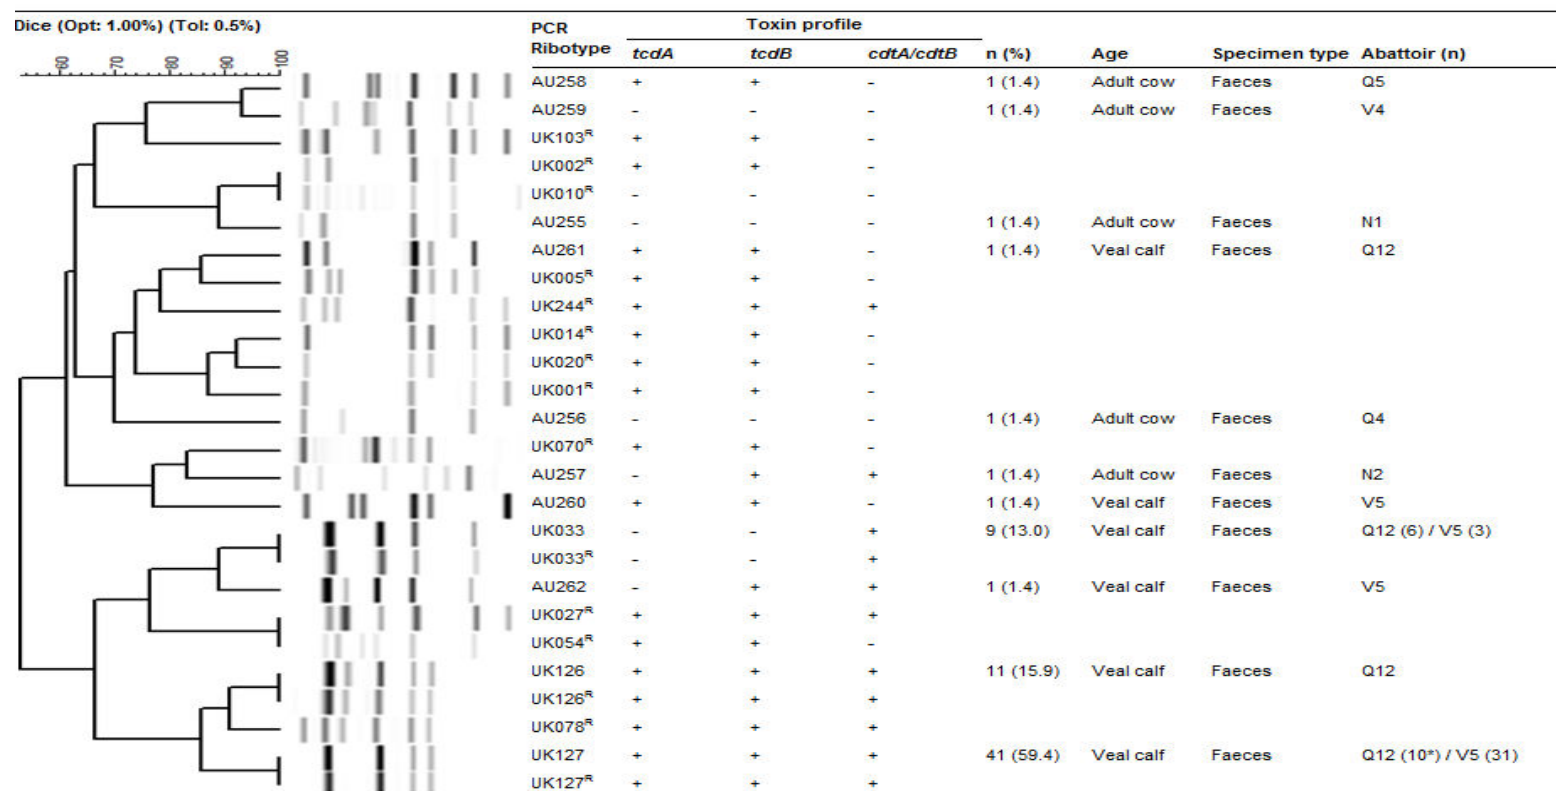 Dice (Opt: 1.00%) (Tol: 0.5%)
PCR Ribotype Toxin profile
tcdA tcdB cdtA/cdtB n (%) Age Specimen type Abattoir (n)
60 70 80 90 100
AU258 + + - 1 (1.4) Adult cow Faeces Q5
AU259 - - - 1 (1.4) Adult cow Faeces V4
UK103R + + -
UK002R + + -
UK010R - - -
AU255 - - - 1 (1.4) Adult cow Faeces N1
AU261 + + - 1 (1.4) Veal calf Faeces Q12
UK005R + + -
UK244R + + +
UK014R + + -
UK020R + + -
UK001R + + -
AU256 - - - 1 (1.4) Adult cow Faeces Q4
UK070R + + -
AU257 - + + 1 (1.4) Adult cow Faeces N2
AU260 + + - 1 (1.4) Veal calf Faeces V5
UK033 - - + 9 (13.0) Veal calf Faeces Q12 (6) / V5 (3)
UK033R - - +
AU262 - + + 1 (1.4) Veal calf Faeces V5
UK027R + + +
UK054R + + -
UK126 + + + 11 (15.9) Veal calf Faeces Q12
UK126R + + +
UK078R + + +
UK127 + + + 41 (59.4) Veal calf Faeces Q12 (10*) / V5 (31)
UK127R + + +